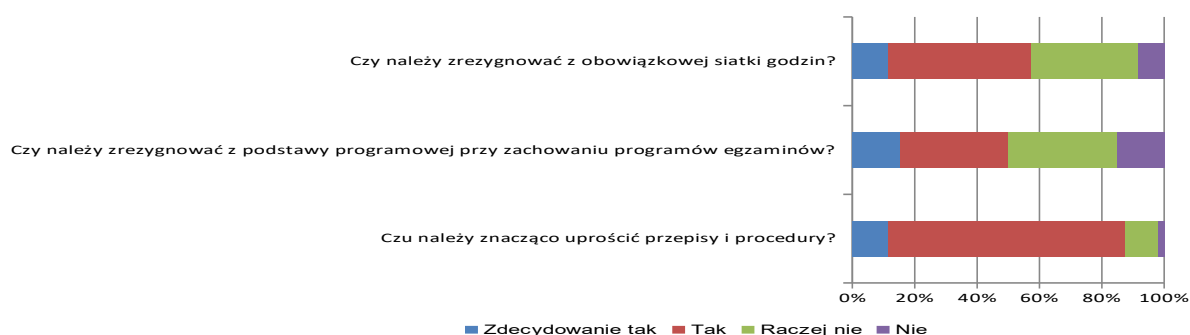 Czy należy zrezygnować z obowiązkowej siatki godzin?
Czy należy zrezygnować z podstawy programowej przy zachowaniu programów egzaminów?
Czu należy znacząco uprościć przepisy i procedury?
0% 20% 40% 60% 80% 100%
Zdecydowanie tak Tak Raczej nie Nie